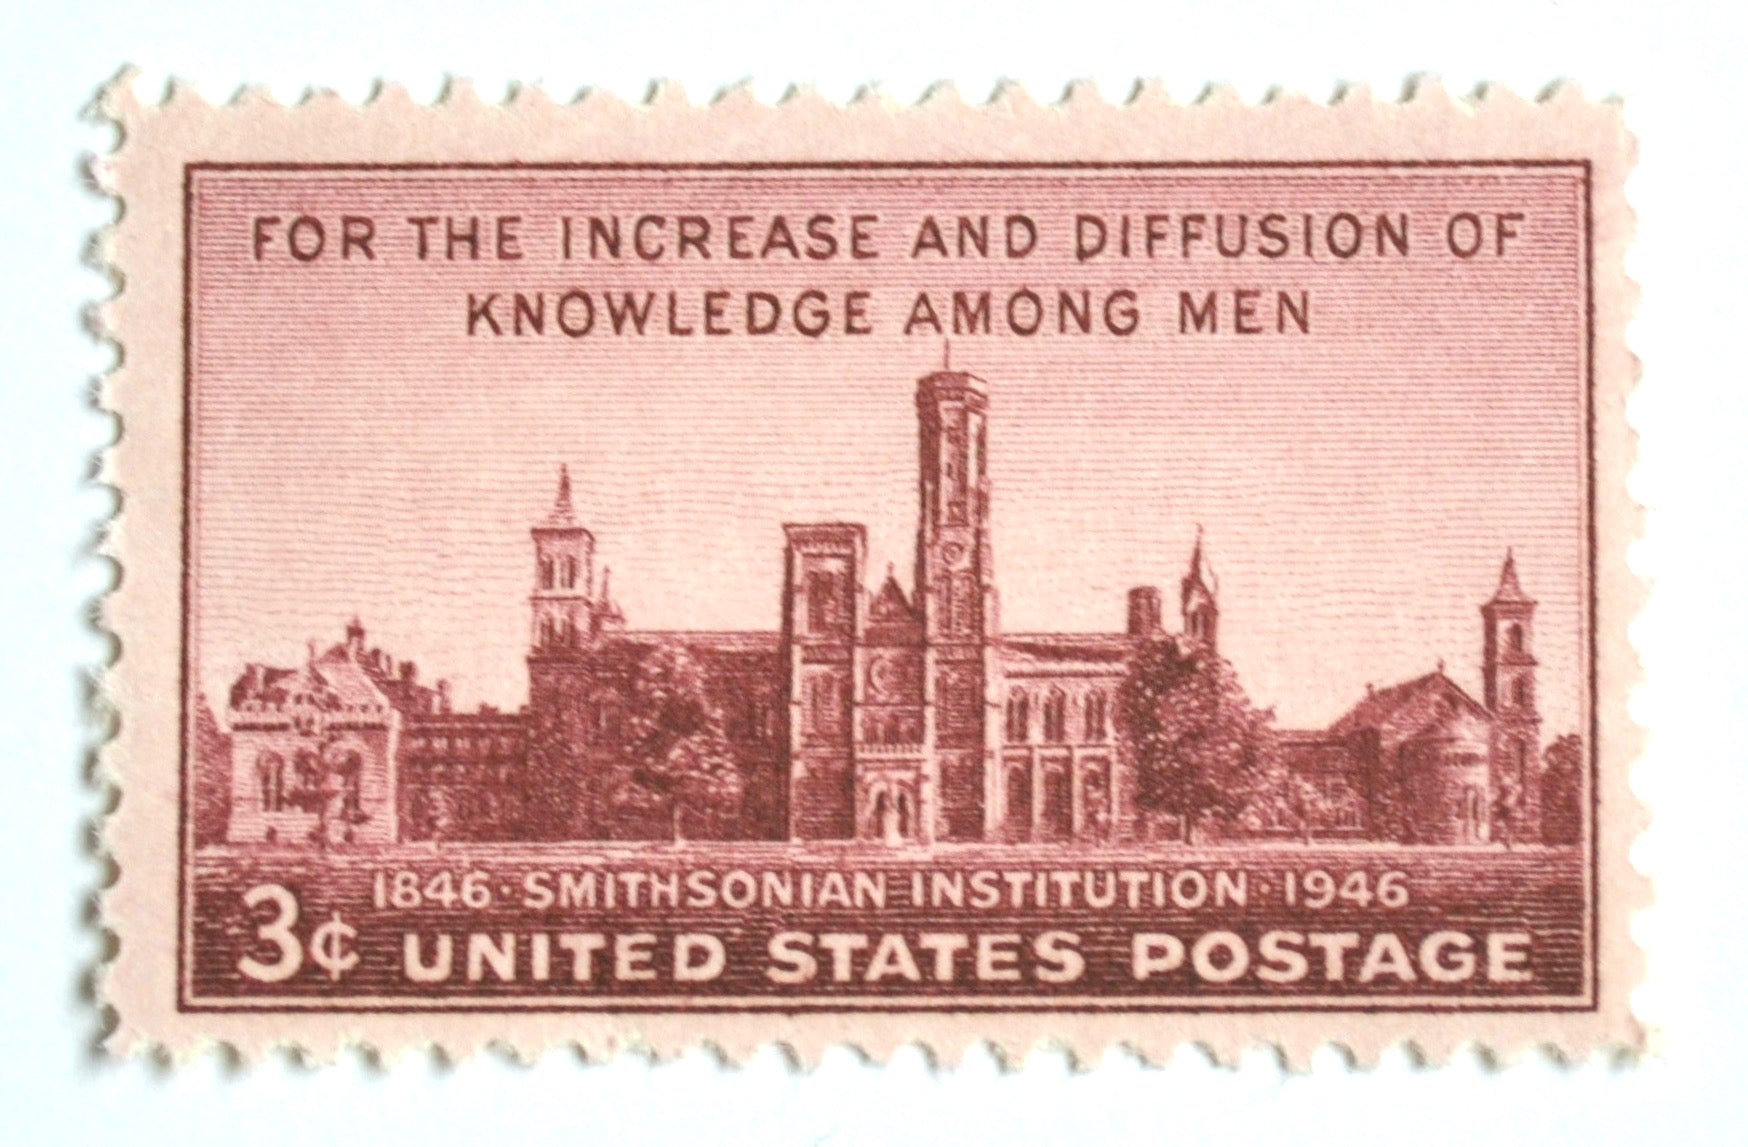 FOR THE INCREASE AND DIFFUSION OF
KNOWLEDGE AMONG MEN
1846 · SMITHSONIAN INSTITUTION · 1946
3¢ UNITED STATES POSTAGE